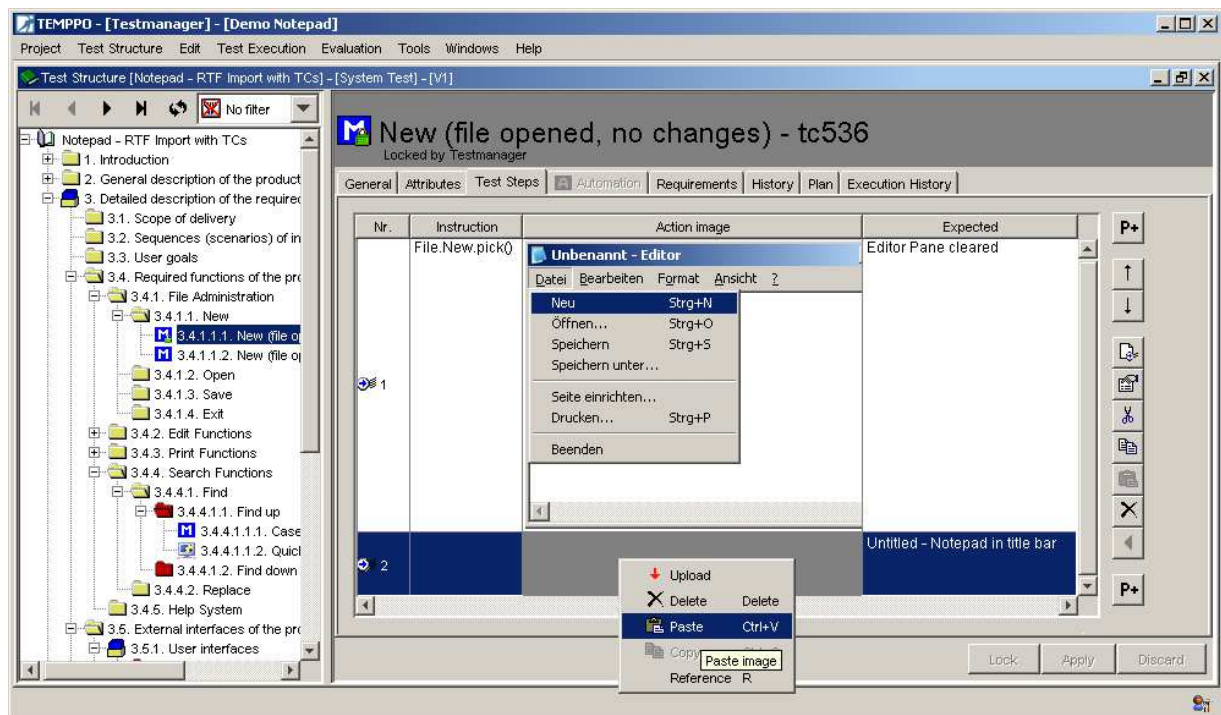 TEMPPO - [Testmanager] - [Demo Notepad]
Project Test Structure Edit Test Execution Evaluation Tools Windows Help
Test Structure [Notepad - RTF Import with TCs] - [System Test] - [V1]
No filter
Notepad - RTF Import with TCs
1. Introduction
2. General description of the product
3. Detailed description of the required
3.1. Scope of delivery
3.2. Sequences (scenarios) of in
3.3. User goals
3.4. Required functions of the pro
3.4.1. File Administration
3.4.1.1. New
3.4.1.1.1. New (file o
3.4.1.1.2. New (file o
3.4.1.2. Open
3.4.1.3. Save
3.4.1.4. Exit
3.4.2. Edit Functions
3.4.3. Print Functions
3.4.4. Search Functions
3.4.4.1. Find
3.4.4.1.1. Find up
3.4.4.1.1.1. Case
3.4.4.1.1.2. Quic
3.4.4.1.2. Find down
3.4.4.2. Replace
3.4.5. Help System
3.5. External interfaces of the pro
3.5.1. User interfaces
M New (file opened, no changes) - tc536
Locked by Testmanager
General Attributes Test Steps Automation Requirements History Plan Execution History
Nr. Instruction Action image Expected
1 File.New.pick() Editor Pane cleared
Unbenannt - Editor
Datei Bearbeiten Format Ansicht ?
Neu Strg+N
Öffnen... Strg+O
Speichern Strg+S
Speichern unter...
Seite einrichten...
Drucken... Strg+P
Beenden
2 Untitled - Notepad in title bar
Upload
Delete Delete
Paste Ctrl+V
Copy
Paste image
Reference R
P+
P+
Lock Apply Discard